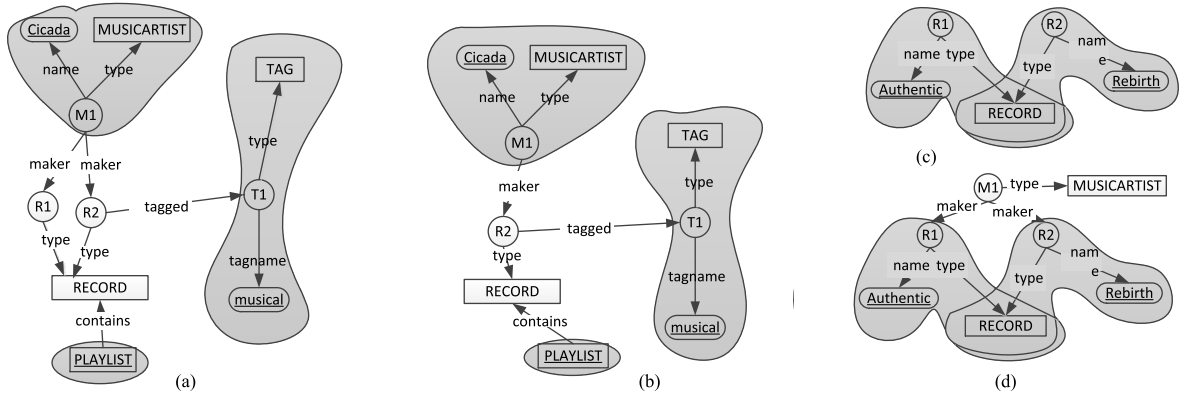 Cicada
MUSICARTIST
name
type
M1
maker
maker
R1
R2
tagged
type
type
RECORD
contains
PLAYLIST
TAG
type
T1
tagname
musical
(a)
Cicada
MUSICARTIST
name
type
M1
maker
R2
tagged
type
RECORD
contains
PLAYLIST
TAG
type
T1
tagname
musical
(b)
R1
R2
name type
type
nam
e
Authentic
Rebirth
RECORD
(c)
M1
type
MUSICARTIST
maker
maker
R1
R2
name type
type
nam
e
Authentic
Rebirth
RECORD
(d)